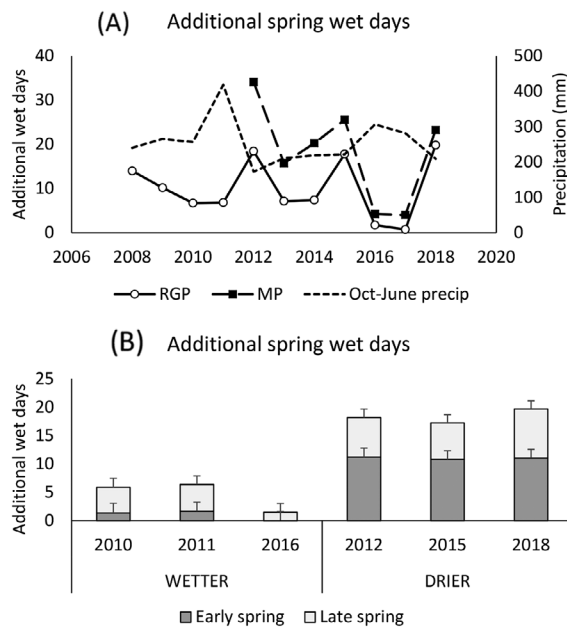 (A) Additional spring wet days
Additional wet days
40
30
20
10
0
Precipitation (mm)
500
400
300
200
100
0
2006 2008 2010 2012 2014 2016 2018 2020
RGP MP Oct-June precip
(B) Additional spring wet days
Additional wet days
25
20
15
10
5
0
2010 2011 2016 2012 2015 2018
WETTER DRIER
Early spring Late spring